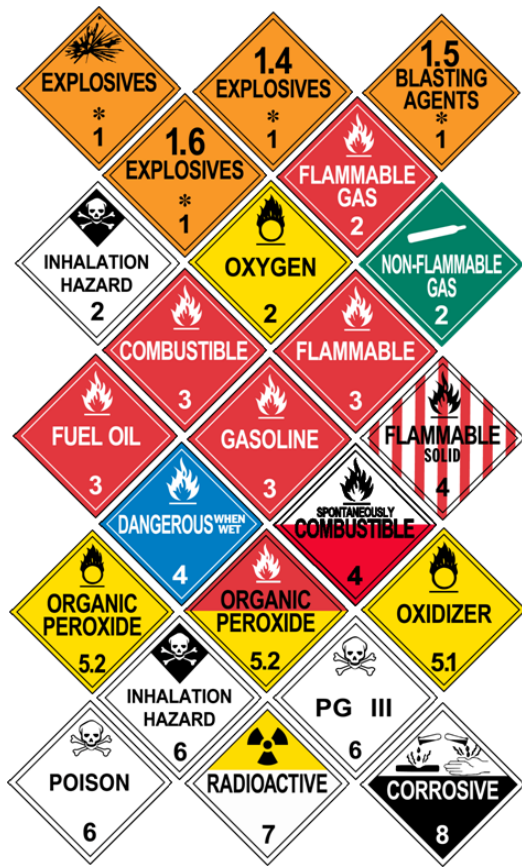 EXPLOSIVES
*
1
1.4
EXPLOSIVES
*
1
1.5
BLASTING
AGENTS
*
1
1.6
EXPLOSIVES
*
1
FLAMMABLE
GAS
2
INHALATION
HAZARD
2
OXYGEN
2
NON-FLAMMABLE
GAS
2
COMBUSTIBLE
3
FLAMMABLE
3
FUEL OIL
3
GASOLINE
3
FLAMMABLE
SOLID
4
DANGEROUS WHEN
WET
4
SPONTANEOUSLY
COMBUSTIBLE
4
ORGANIC
PEROXIDE
5.2
ORGANIC
PEROXIDE
5.2
OXIDIZER
5.1
INHALATION
HAZARD
6
PG III
6
POISON
6
RADIOACTIVE
7
CORROSIVE
8